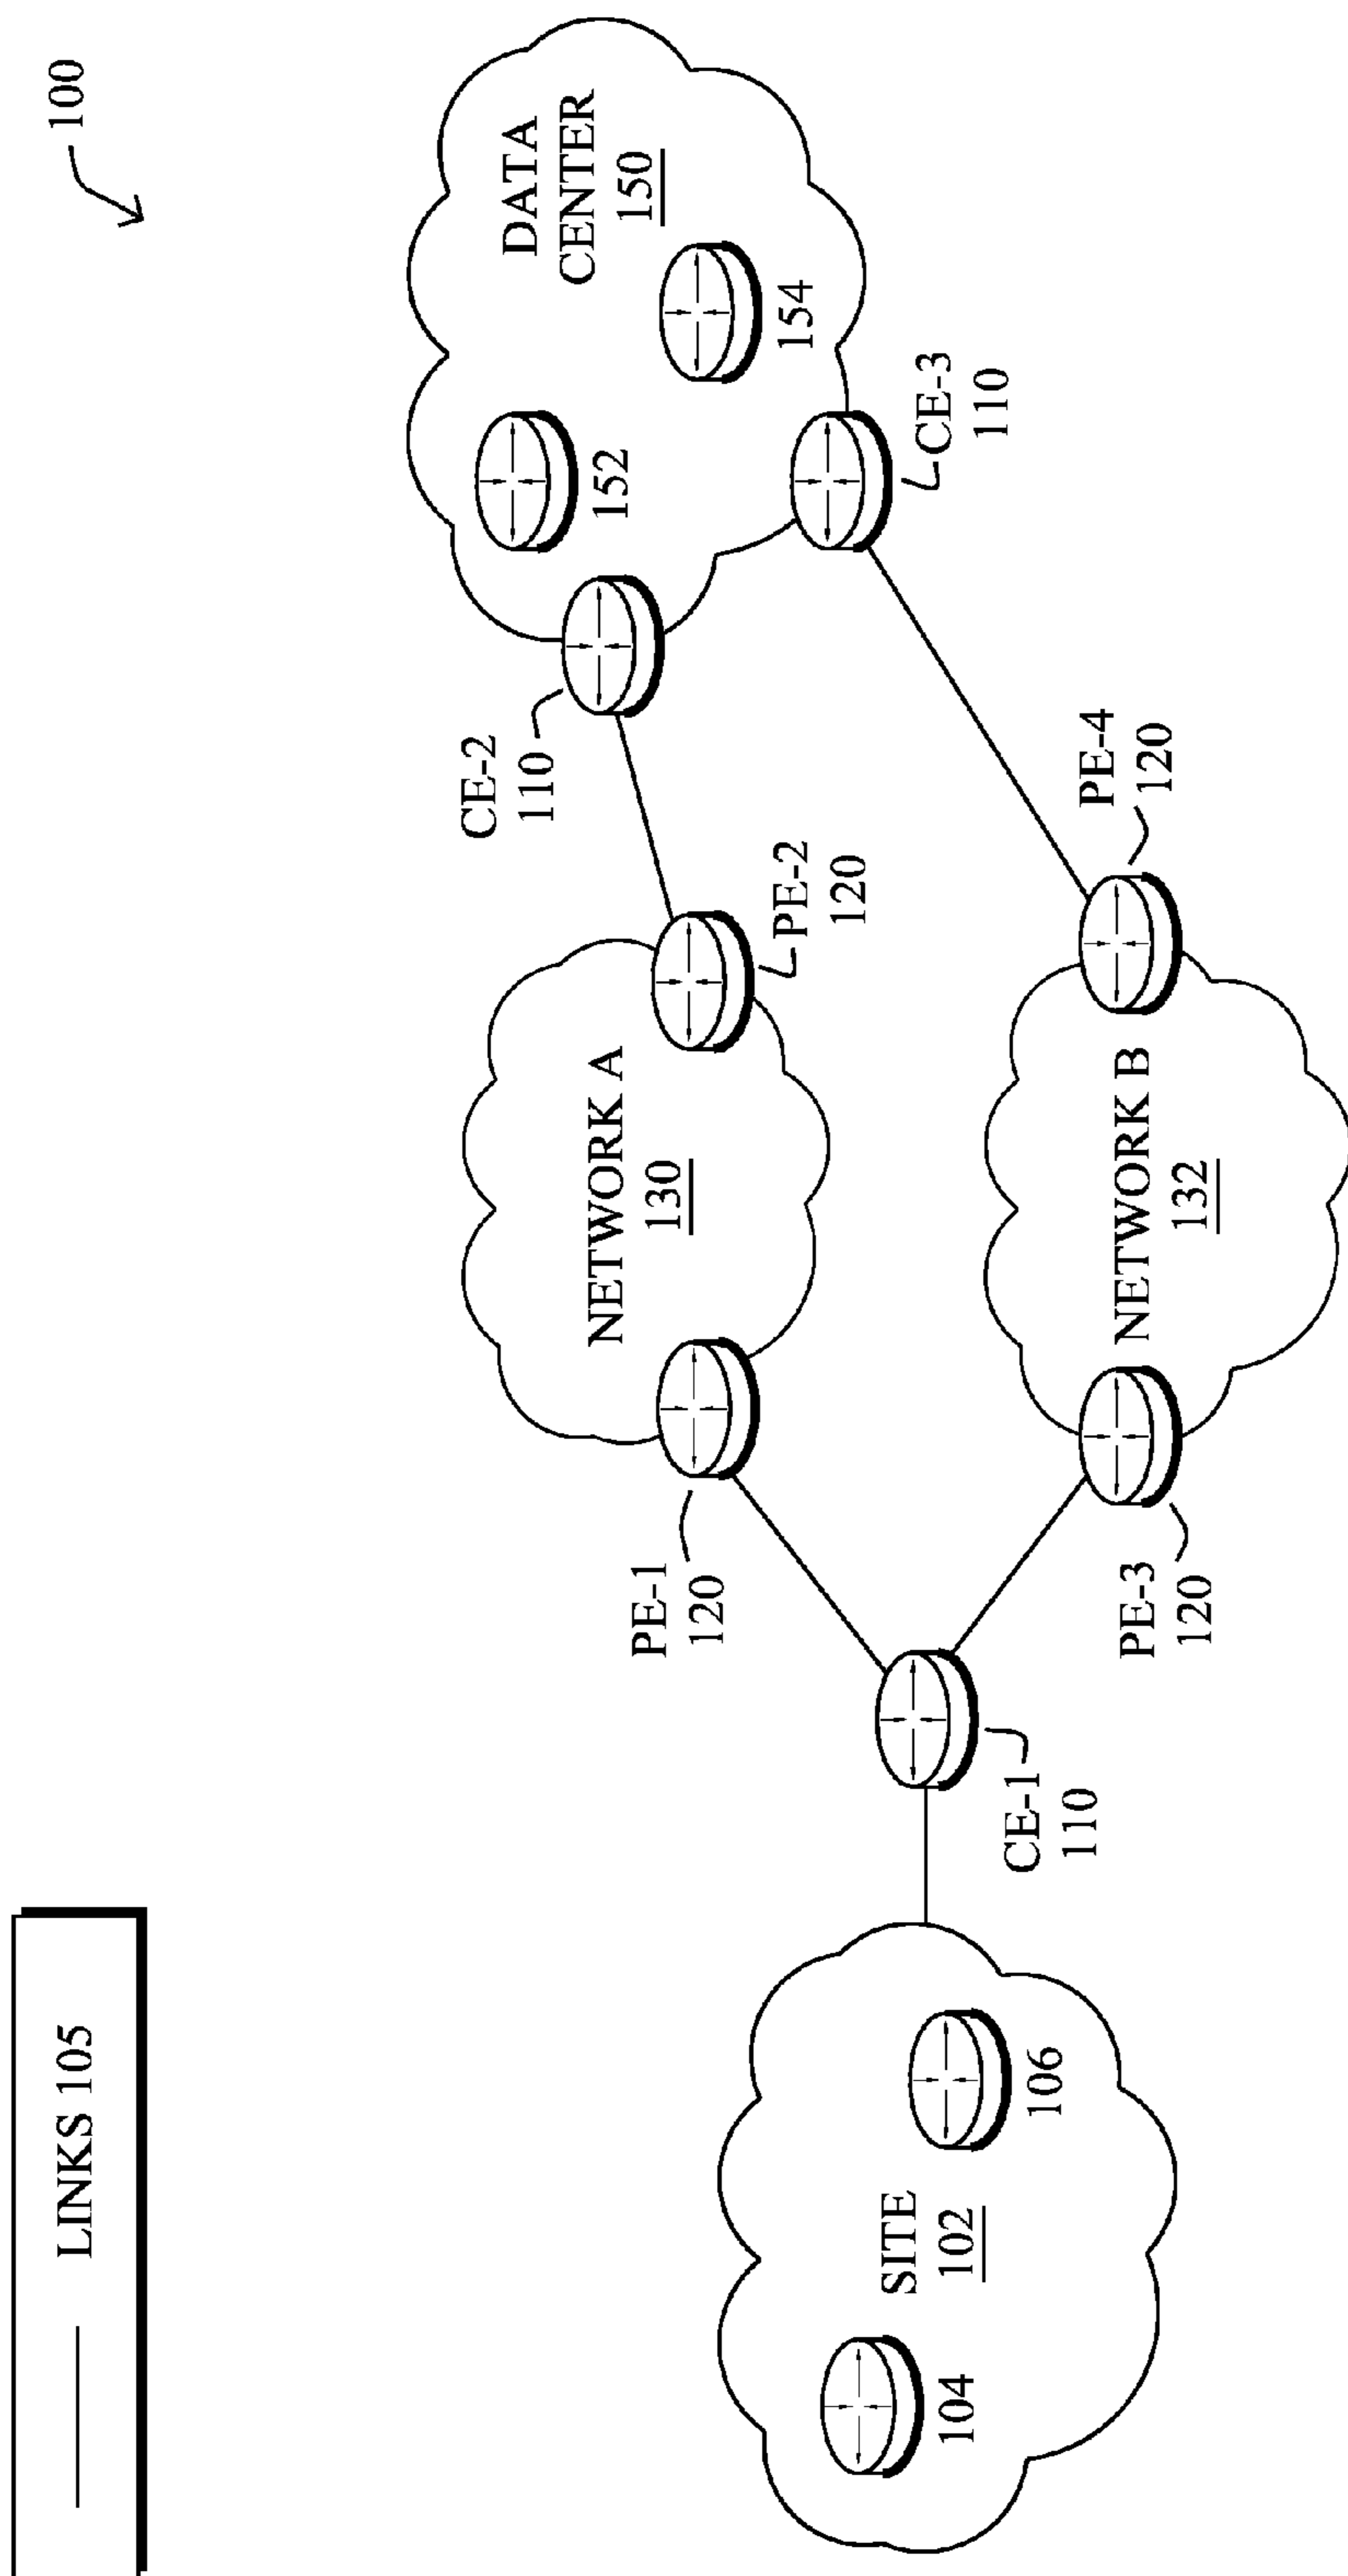 100
LINKS 105
DATA
CENTER
150
152
154
CE-2
110
CE-3
110
NETWORK A
130
PE-1
120
PE-2
120
NETWORK B
132
PE-3
120
PE-4
120
CE-1
110
SITE
102
104
106